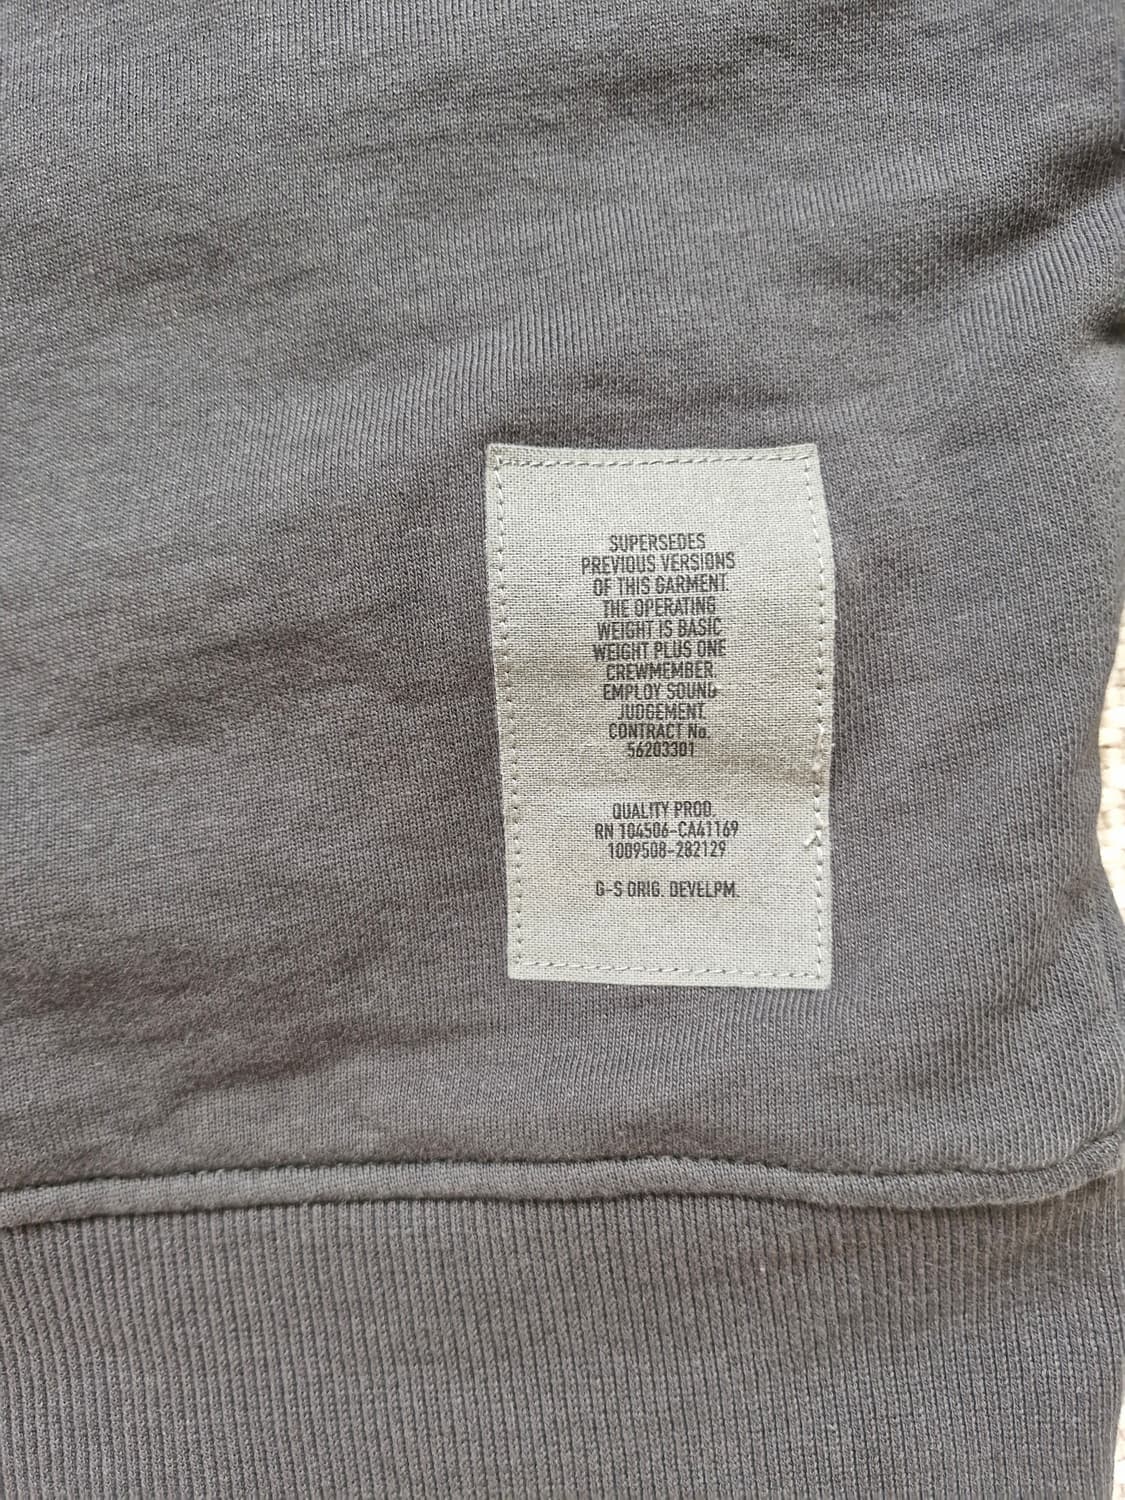 SUPERSEDES
PREVIOUS VERSIONS
OF THIS GARMENT.
THE OPERATING
WEIGHT IS BASIC
WEIGHT PLUS ONE
CREWMEMBER.
EMPLOY SOUND
JUDGEMENT.
CONTRACT No.
56203301
QUALITY PROD.
RN 104506-CA41169
1009508-282129
G-S ORIG. DEVELPM.